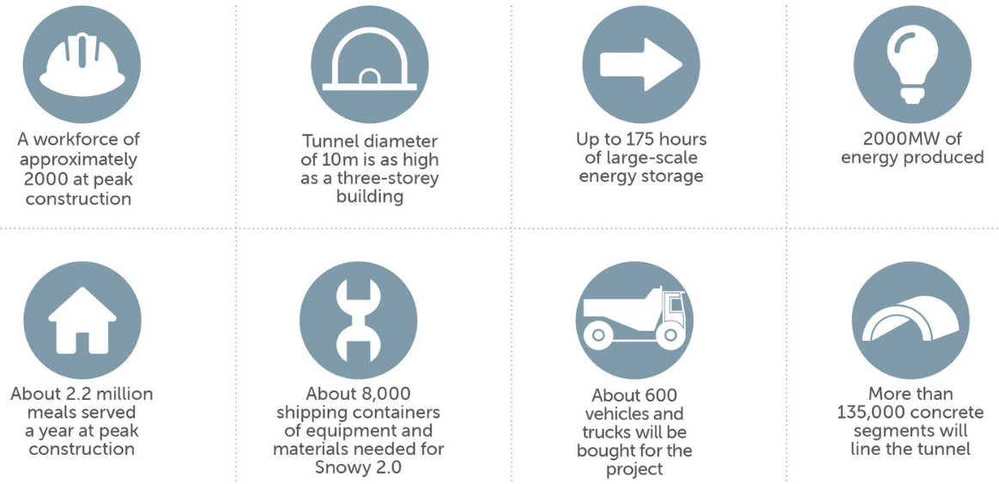 A workforce of
approximately
2000 at peak
construction
Tunnel diameter
of 10m is as high
as a three-storey
building
Up to 175 hours
of large-scale
energy storage
2000MW of
energy produced
About 2.2 million
meals served
a year at peak
construction
About 8,000
shipping containers
of equipment and
materials needed for
Snowy 2.0
About 600
vehicles and
trucks will be
bought for the
project
More than
135,000 concrete
segments will
line the tunnel